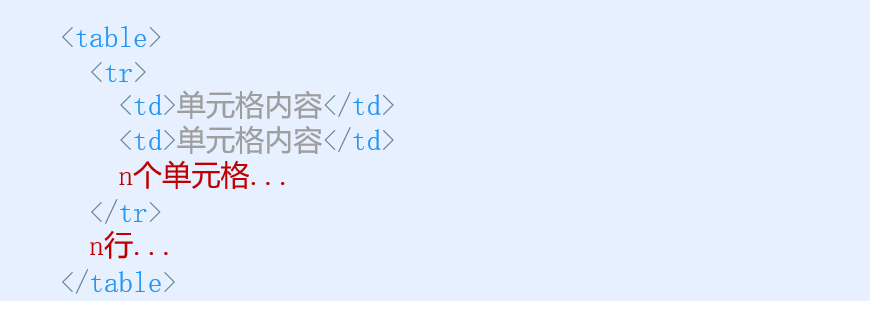 <table>
<tr>
<td>单元格内容</td>
<td>单元格内容</td>
n个单元格...
</tr>
n行...
</table>